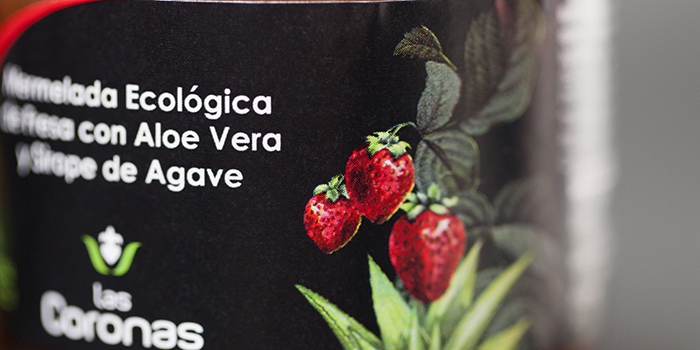 Mermelada Ecológica
de Fresa con Aloe Vera
y Sirope de Agave
Las
Coronas